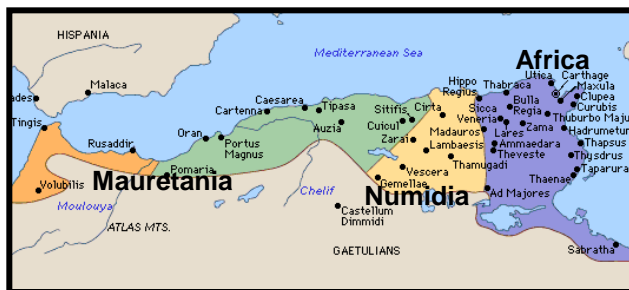 HISPANIA
Mediterranean Sea
Africa
Malaca
ades
Tingis
Rusaddir
Volubilis
Moulouya
ATLAS MTS.
Mauretania
Pomaria
Oran
Portus
Magnus
Cartenna
Caesarea
Tipasa
Auzia
Chelif
Castellum
Dimmidi
GAETULIANS
Sitifis
Cuicul
Zarai
Cirta
Hippo
Regius
Madauros
Lambaesis
Thamugadi
Vescera
Gemellae
Numidia
Ad Majores
Thabraca
Utica
Carthage
Maxula
Clupea
Curubis
Sicca
Veneria
Bulla
Regia
Thuburbo Maju
Lares
Zama
Hadrumetum
Ammaedara
Thapsus
Theveste
Thysdrus
Taparura
Thaenae
Sabratha